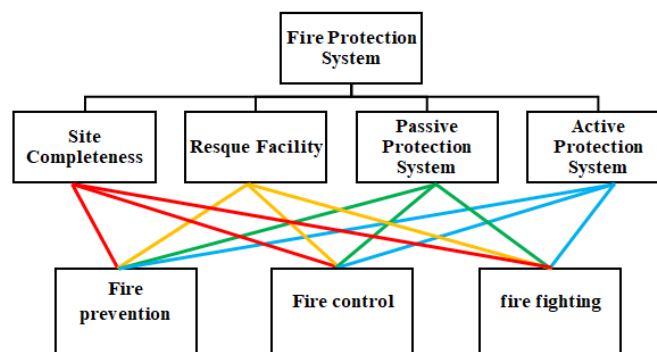 Fire Protection
System
Site
Completeness
Resque Facility
Passive
Protection
System
Active
Protection
System
Fire
prevention
Fire control
fire fighting